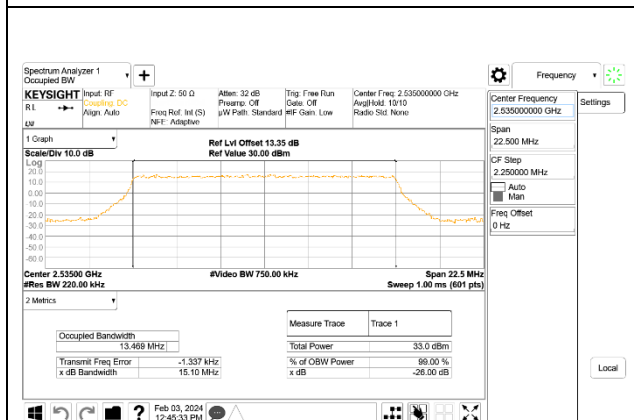 Spectrum Analyzer 1
Occupied BW
Frequency
KEYSIGHT Input: RF Input Z: 50 Ω Atten: 32 dB Trig: Free Run Center Freq: 2.535000000 GHz
RL Coupling: DC Preamp: Off Gate: Off Avg|Hold: 10/10
Align: Auto Freq Ref: Int (S) µW Path: Standard #IF Gain: Low Radio Std: None
NFE: Adaptive
Center Frequency
2.535000000 GHz
Settings
Span
22.500 MHz
CF Step
2.250000 MHz
Auto
Man
Freq Offset
0 Hz
1 Graph
Ref Lvl Offset 13.35 dB
Scale/Div 10.0 dB Ref Value 30.00 dBm
Log
20.0
10.0
0.00
-10.0
-20.0
-30.0
-40.0
-50.0
-60.0
Center 2.53500 GHz #Video BW 750.00 kHz Span 22.5 MHz
#Res BW 220.00 kHz Sweep 1.00 ms (601 pts)
2 Metrics
Measure Trace Trace 1
Occupied Bandwidth
13.469 MHz
Total Power 33.0 dBm
Transmit Freq Error -1.337 kHz % of OBW Power 99.00 %
x dB Bandwidth 15.10 MHz x dB -26.00 dB
Local
Feb 03, 2024
12:45:33 PM